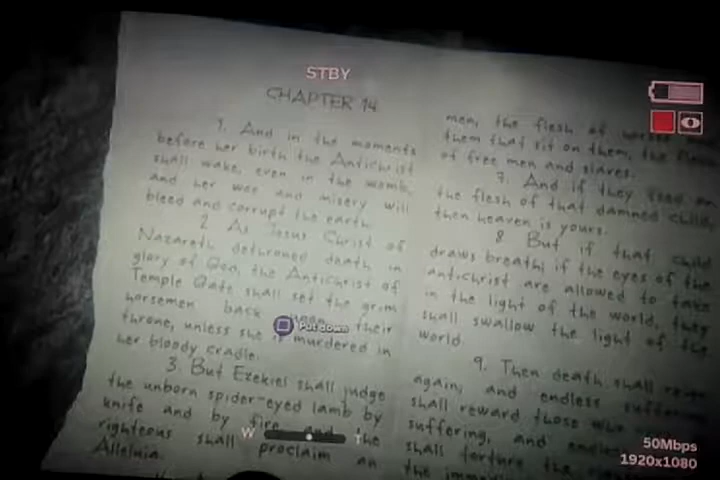 STBY
CHAPTER 14
1. And in the moments
before her birth the Antichrist
shall wake, even in the womb,
and her woe and misery will
bleed and corrupt the earth.
2. As Jesus Christ of
Nazareth dethroned death in
glory of God, the Antichrist of
Temple Gate shall set the grim
horsemen back upon their
throne, unless she is murdered in
her bloody cradle.
3. But Ezekiel shall judge
the unborn spider-eyed lamb by
knife and by fire and the
righteous shall proclaim an
Alleluia.
men, the flesh of horses
them that sit on them, the
of free men and slaves.
7. And if they feed on
the flesh of that damned child,
then heaven is yours.
8 But if that child
draws breath; if the eyes of the
antichrist are allowed to take
in the light of the world, they
shall swallow the light of the
world.
9. Then death shall
again, and endless
shall reward those who
suffering, and
shall torture the
the
Put down
W
T
50Mbps
1920x1080